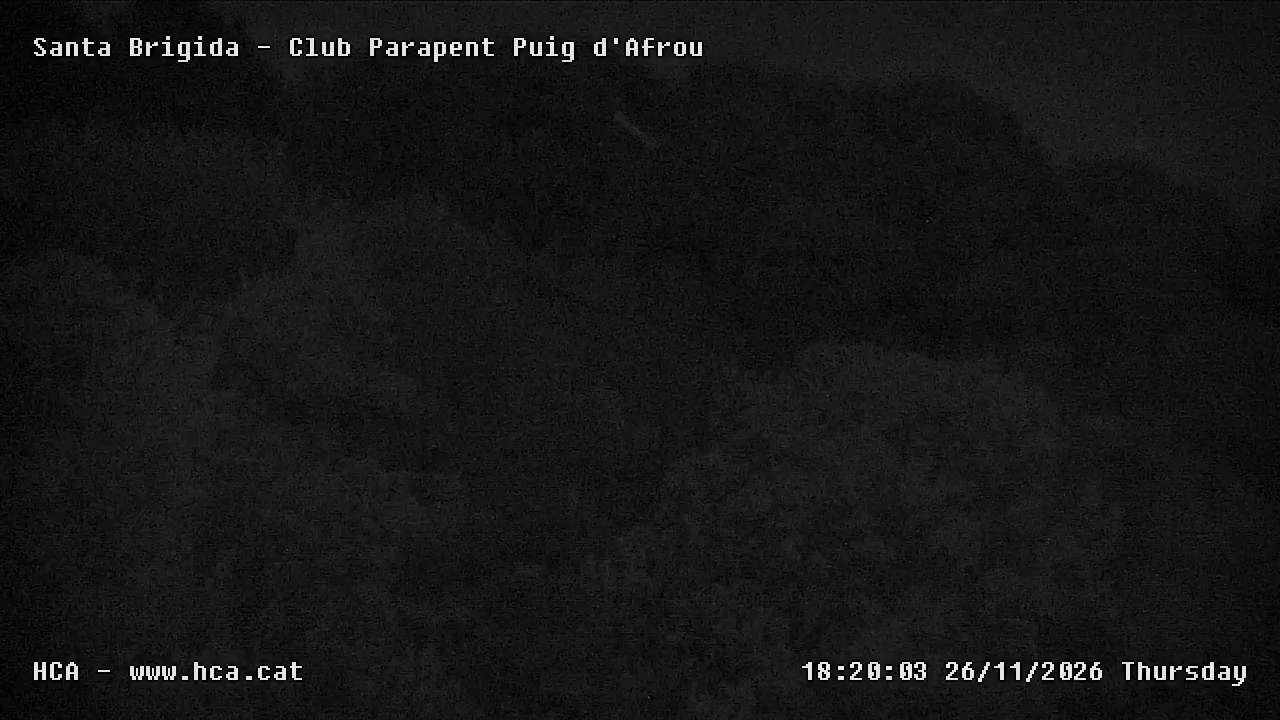 Santa Brigida - Club Parapent Puig d'Afrou
HCA - www.hca.cat
18:20:03 26/11/2026 Thursday